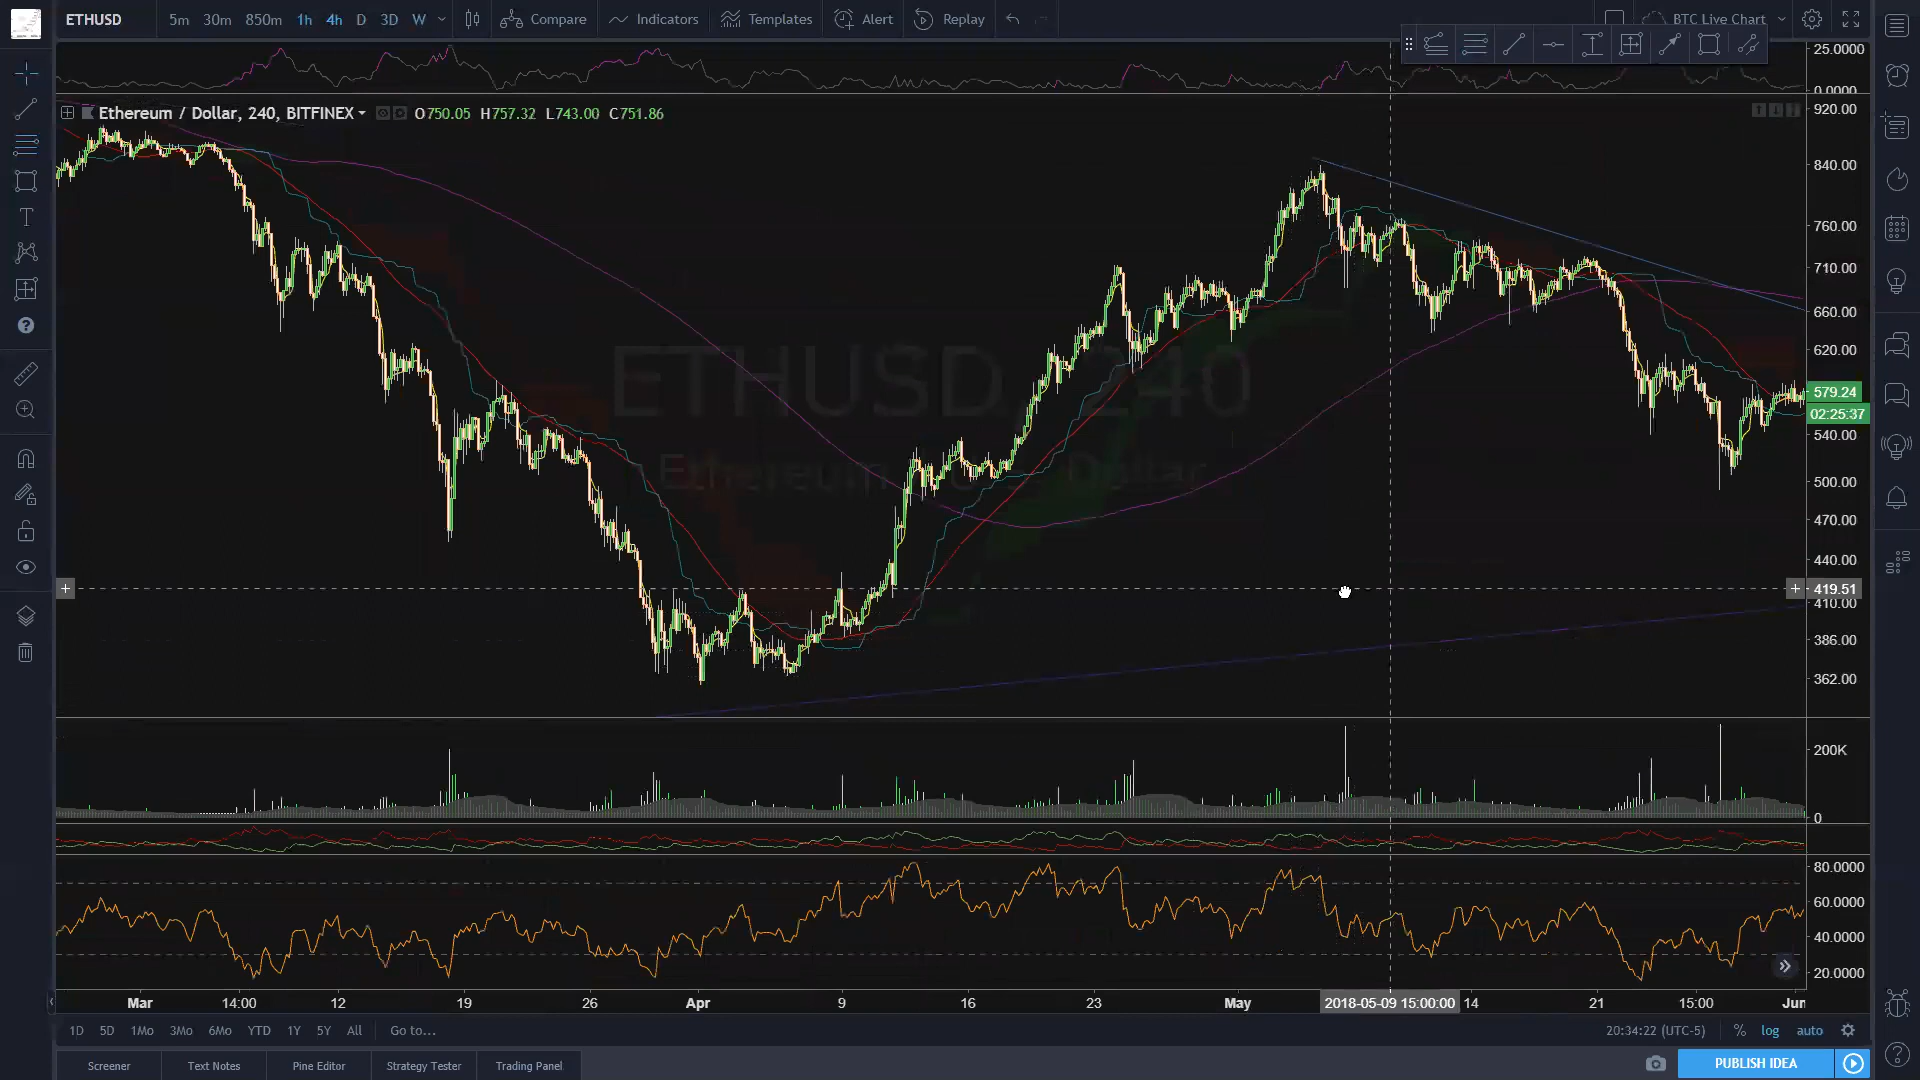 ETHUSD 5m 30m 850m 1h 4h D 3D W Compare Indicators Templates Alert Replay BTC Live Chart
25.0000
0.0000
Ethereum / Dollar, 240, BITFINEX O750.05 H757.32 L743.00 C751.86
920.00
840.00
760.00
710.00
660.00
620.00
ETHUSD, 240
579.24
02:25:37
540.00
Ethereum / U.S. Dollar
500.00
470.00
440.00
419.51
410.00
386.00
362.00
200K
0
80.0000
60.0000
40.0000
20.0000
Mar 14:00 12 19 26 Apr 9 16 23 May 2018-05-09 15:00:00 14 21 15:00 Jun
1D 5D 1Mo 3Mo 6Mo YTD 1Y 5Y All Go to... 20:34:22 (UTC-5) % log auto
Screener Text Notes Pine Editor Strategy Tester Trading Panel PUBLISH IDEA